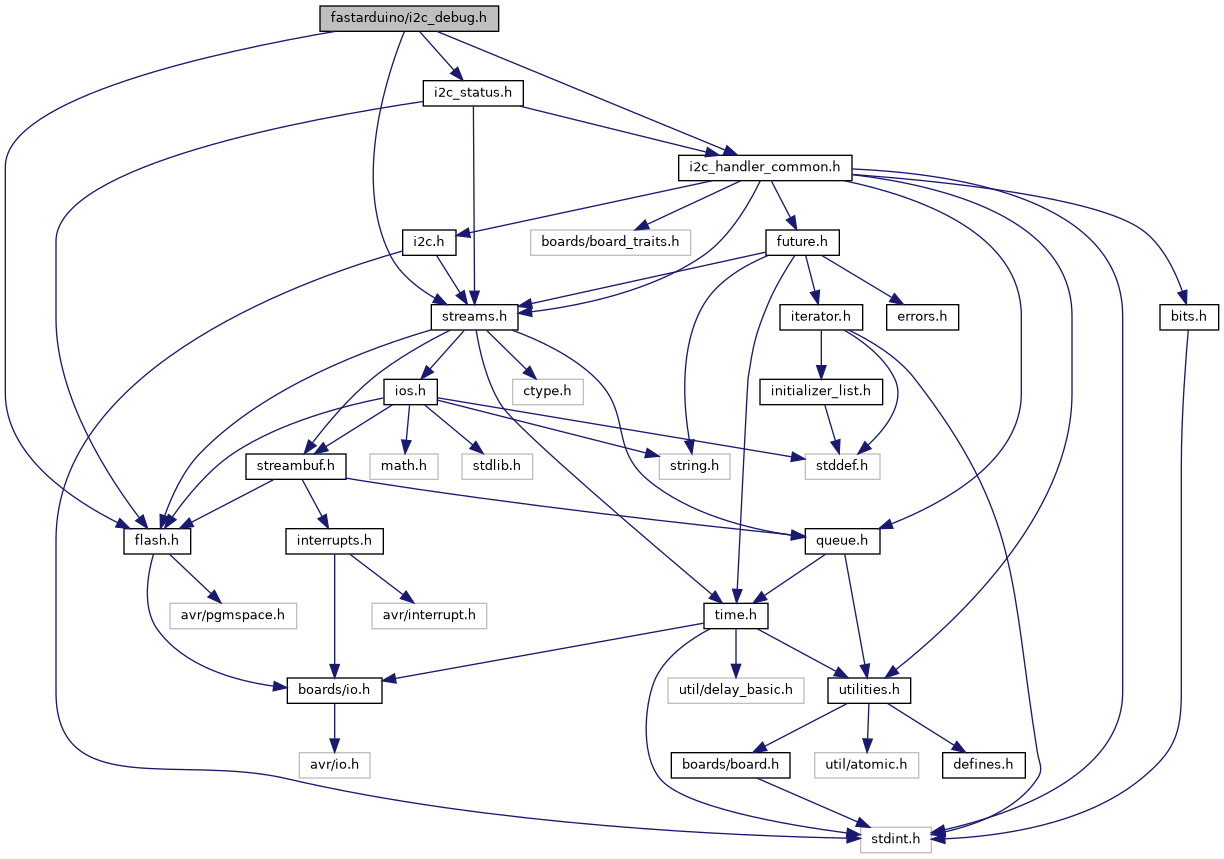 fastarduino/i2c_debug.h
i2c_status.h
i2c_handler_common.h
i2c.h
boards/board_traits.h
future.h
streams.h
iterator.h
errors.h
bits.h
ios.h
ctype.h
initializer_list.h
streambuf.h
math.h
stdlib.h
string.h
stddef.h
flash.h
interrupts.h
queue.h
avr/pgmspace.h
avr/interrupt.h
time.h
boards/io.h
util/delay_basic.h
utilities.h
avr/io.h
boards/board.h
util/atomic.h
defines.h
stdint.h